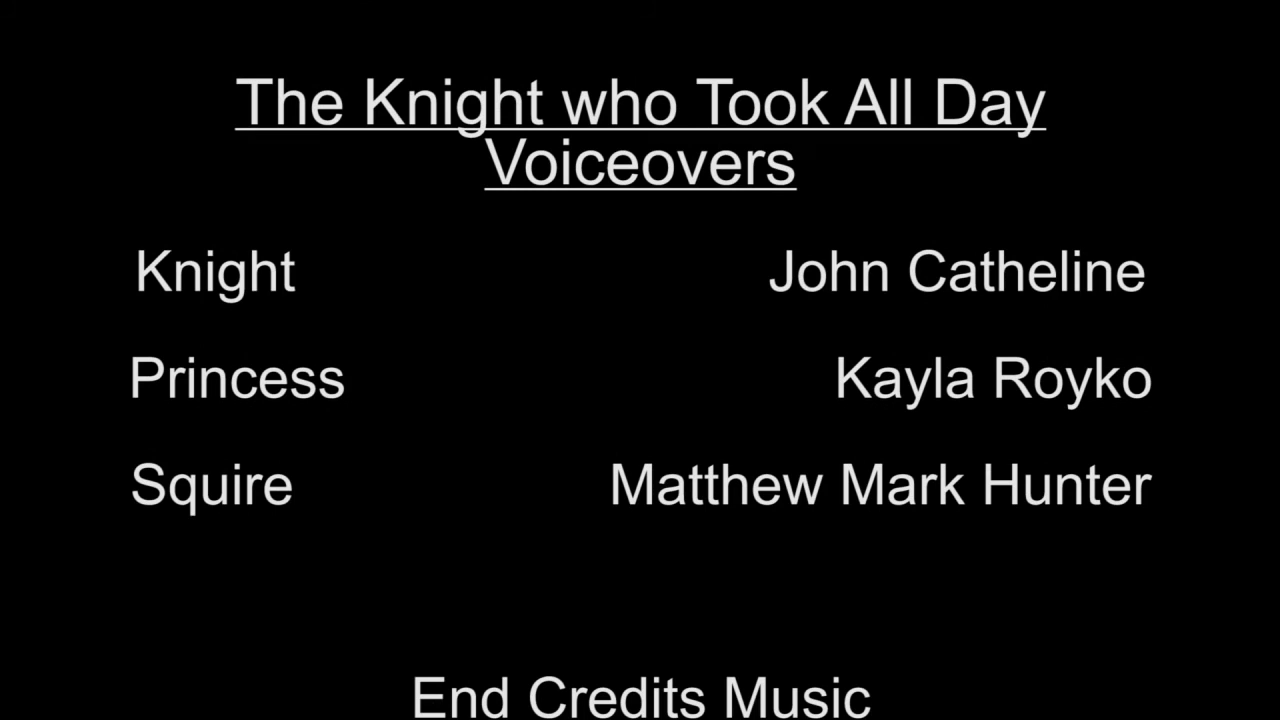 The Knight who Took All Day
Voiceovers
Knight John Catheline
Princess Kayla Royko
Squire Matthew Mark Hunter
End Credits Music